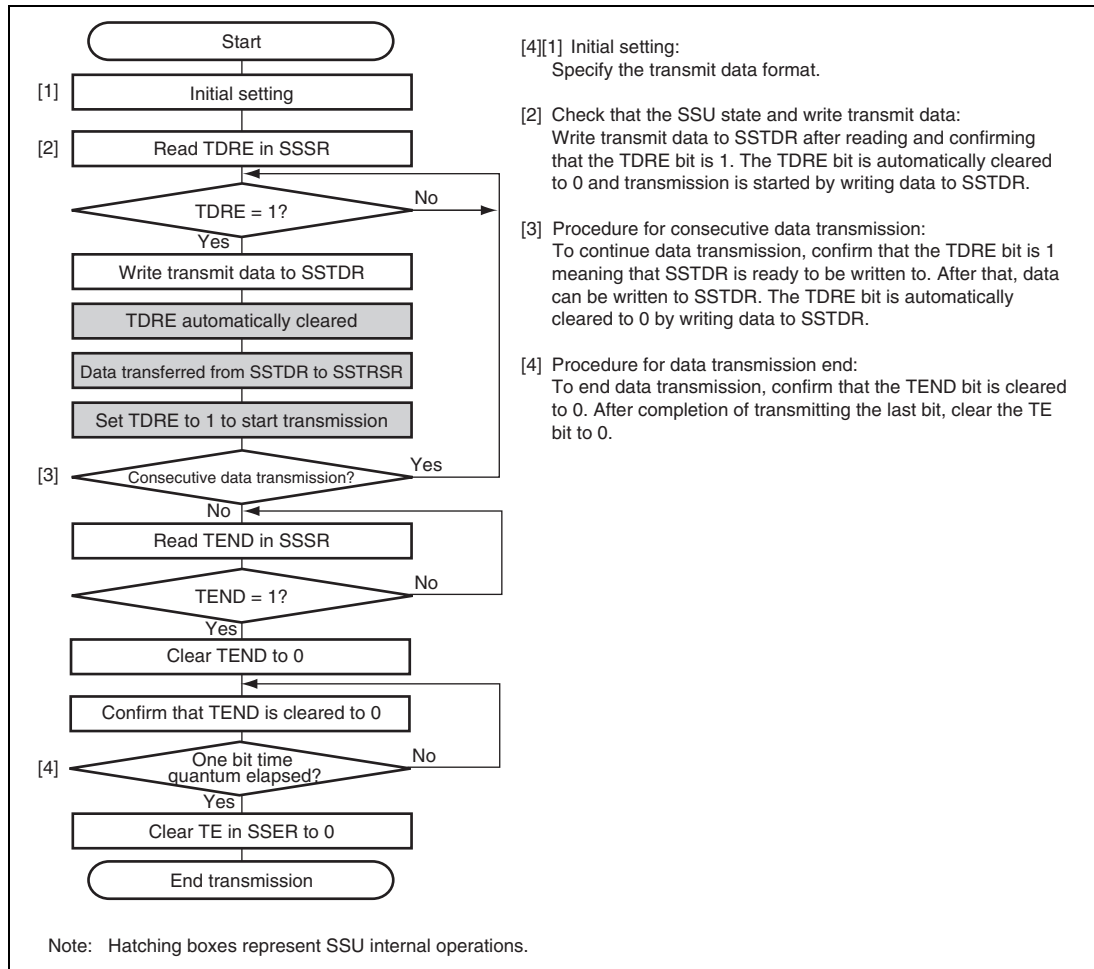 Start
[1]
Initial setting
[2]
Read TDRE in SSSR
TDRE = 1?
No
Yes
Write transmit data to SSTDR
TDRE automatically cleared
Data transferred from SSTDR to SSTRSR
Set TDRE to 1 to start transmission
[3]
Consecutive data transmission?
Yes
No
Read TEND in SSSR
TEND = 1?
No
Yes
Clear TEND to 0
Confirm that TEND is cleared to 0
[4]
One bit time
quantum elapsed?
No
Yes
Clear TE in SSER to 0
End transmission
[4][1] Initial setting:
Specify the transmit data format.
[2] Check that the SSU state and write transmit data:
Write transmit data to SSTDR after reading and confirming
that the TDRE bit is 1. The TDRE bit is automatically cleared
to 0 and transmission is started by writing data to SSTDR.
[3] Procedure for consecutive data transmission:
To continue data transmission, confirm that the TDRE bit is 1
meaning that SSTDR is ready to be written to. After that, data
can be written to SSTDR. The TDRE bit is automatically
cleared to 0 by writing data to SSTDR.
[4] Procedure for data transmission end:
To end data transmission, confirm that the TEND bit is cleared
to 0. After completion of transmitting the last bit, clear the TE
bit to 0.
Note: Hatching boxes represent SSU internal operations.